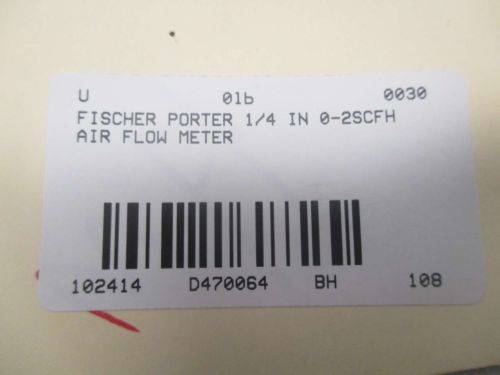 U 01b 0030
FISCHER PORTER 1/4 IN 0-2SCFH
AIR FLOW METER
102414 D470064 BH 108